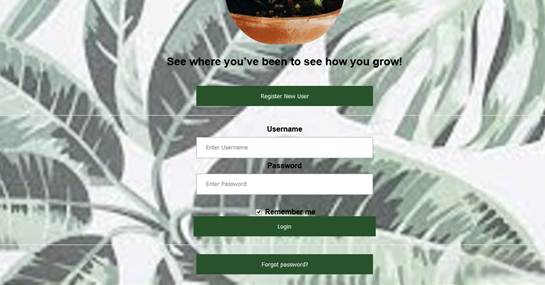 See where you've been to see how you grow!
Register New User
Username
Enter Username
Password
Enter Password
Remember me
Login
Forgot password?